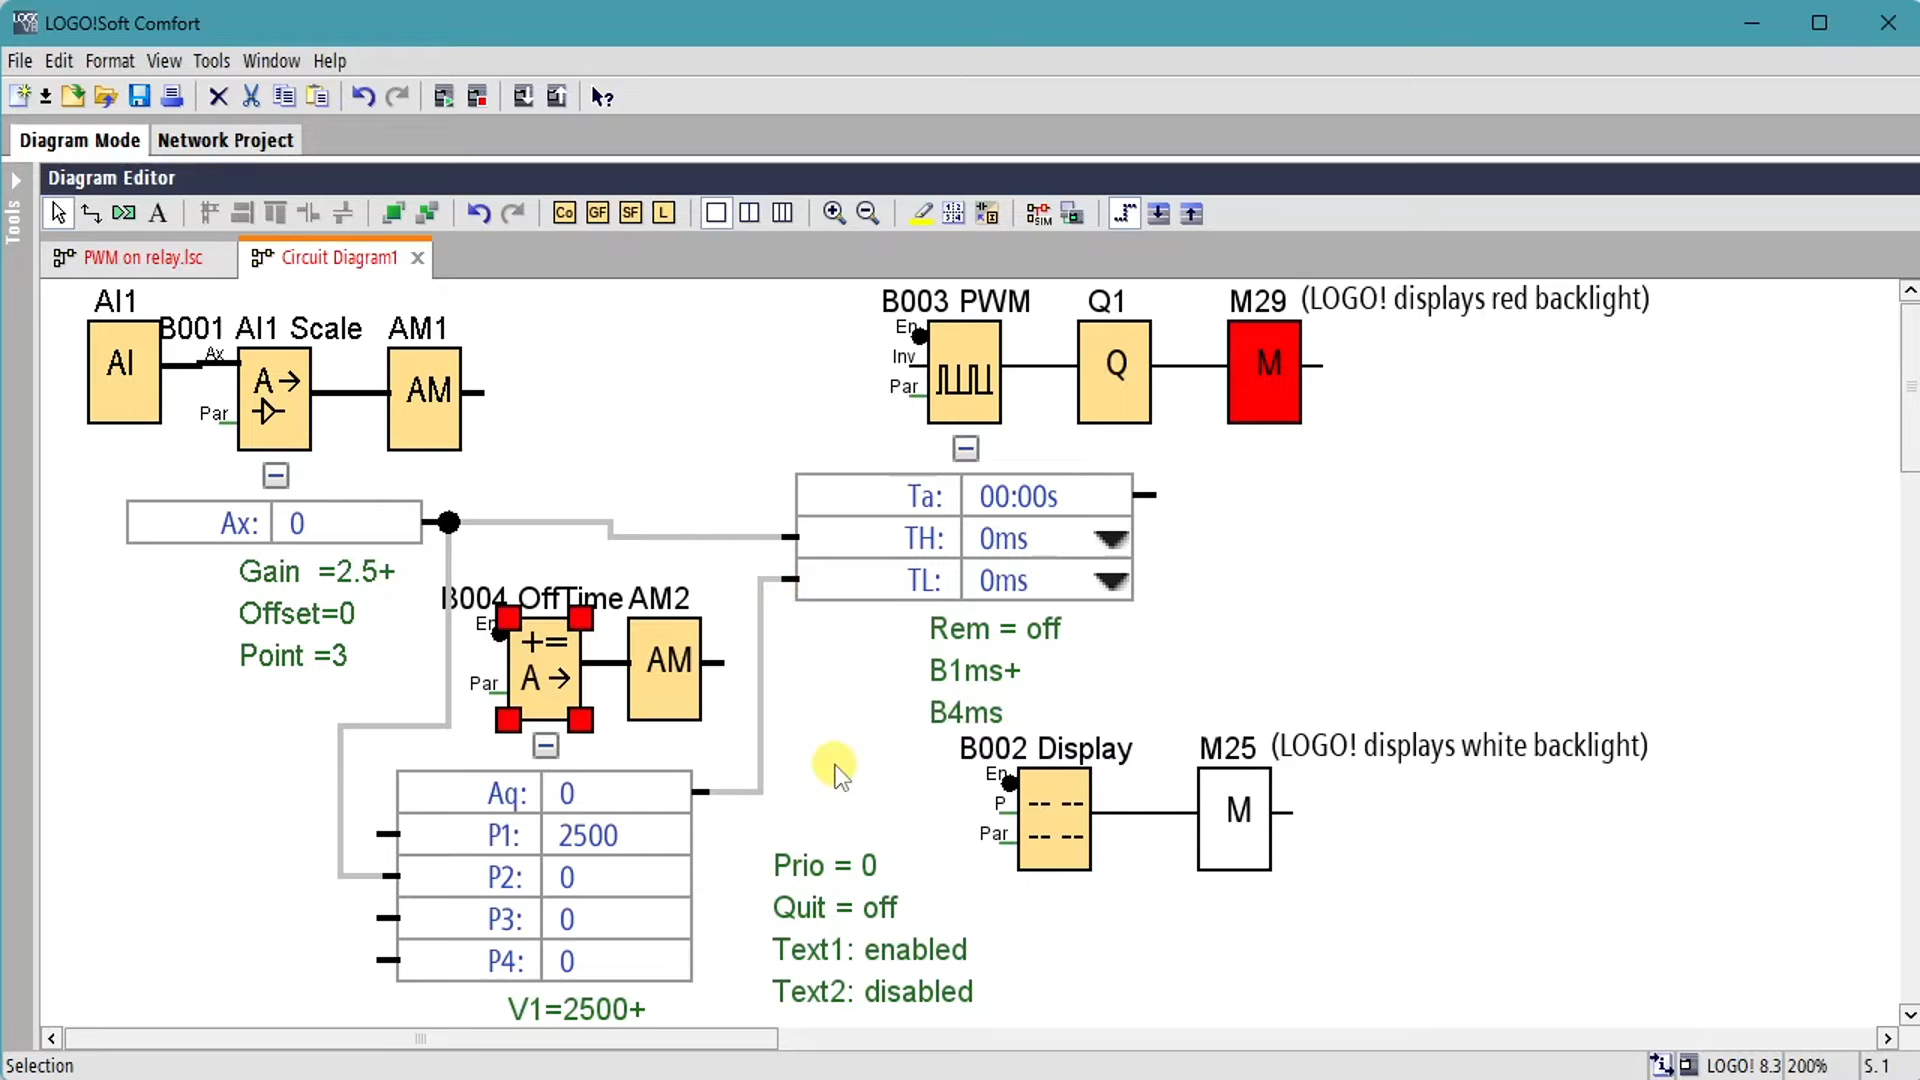 LOGO!Soft Comfort
File Edit Format View Tools Window Help
Diagram Mode Network Project
Tools
Diagram Editor
A Co GF SF L SIM
PWM on relay.lsc Circuit Diagram1
AI1
AI
B001 AI1 Scale
Ax
Par
A
AM1
AM
Ax: 0
Gain =2.5+
Offset=0
Point =3
B003 PWM
En
Inv
Par
Q1
Q
M29 (LOGO! displays red backlight)
M
Ta: 00:00s
TH: 0ms
TL: 0ms
Rem = off
B1ms+
B4ms
B004 OffTime
En
Par
+=
A
AM2
AM
Aq: 0
P1: 2500
P2: 0
P3: 0
P4: 0
V1=2500+
B002 Display
En
P
Par
M25 (LOGO! displays white backlight)
M
Prio = 0
Quit = off
Text1: enabled
Text2: disabled
Selection LOGO! 8.3 200% S. 1